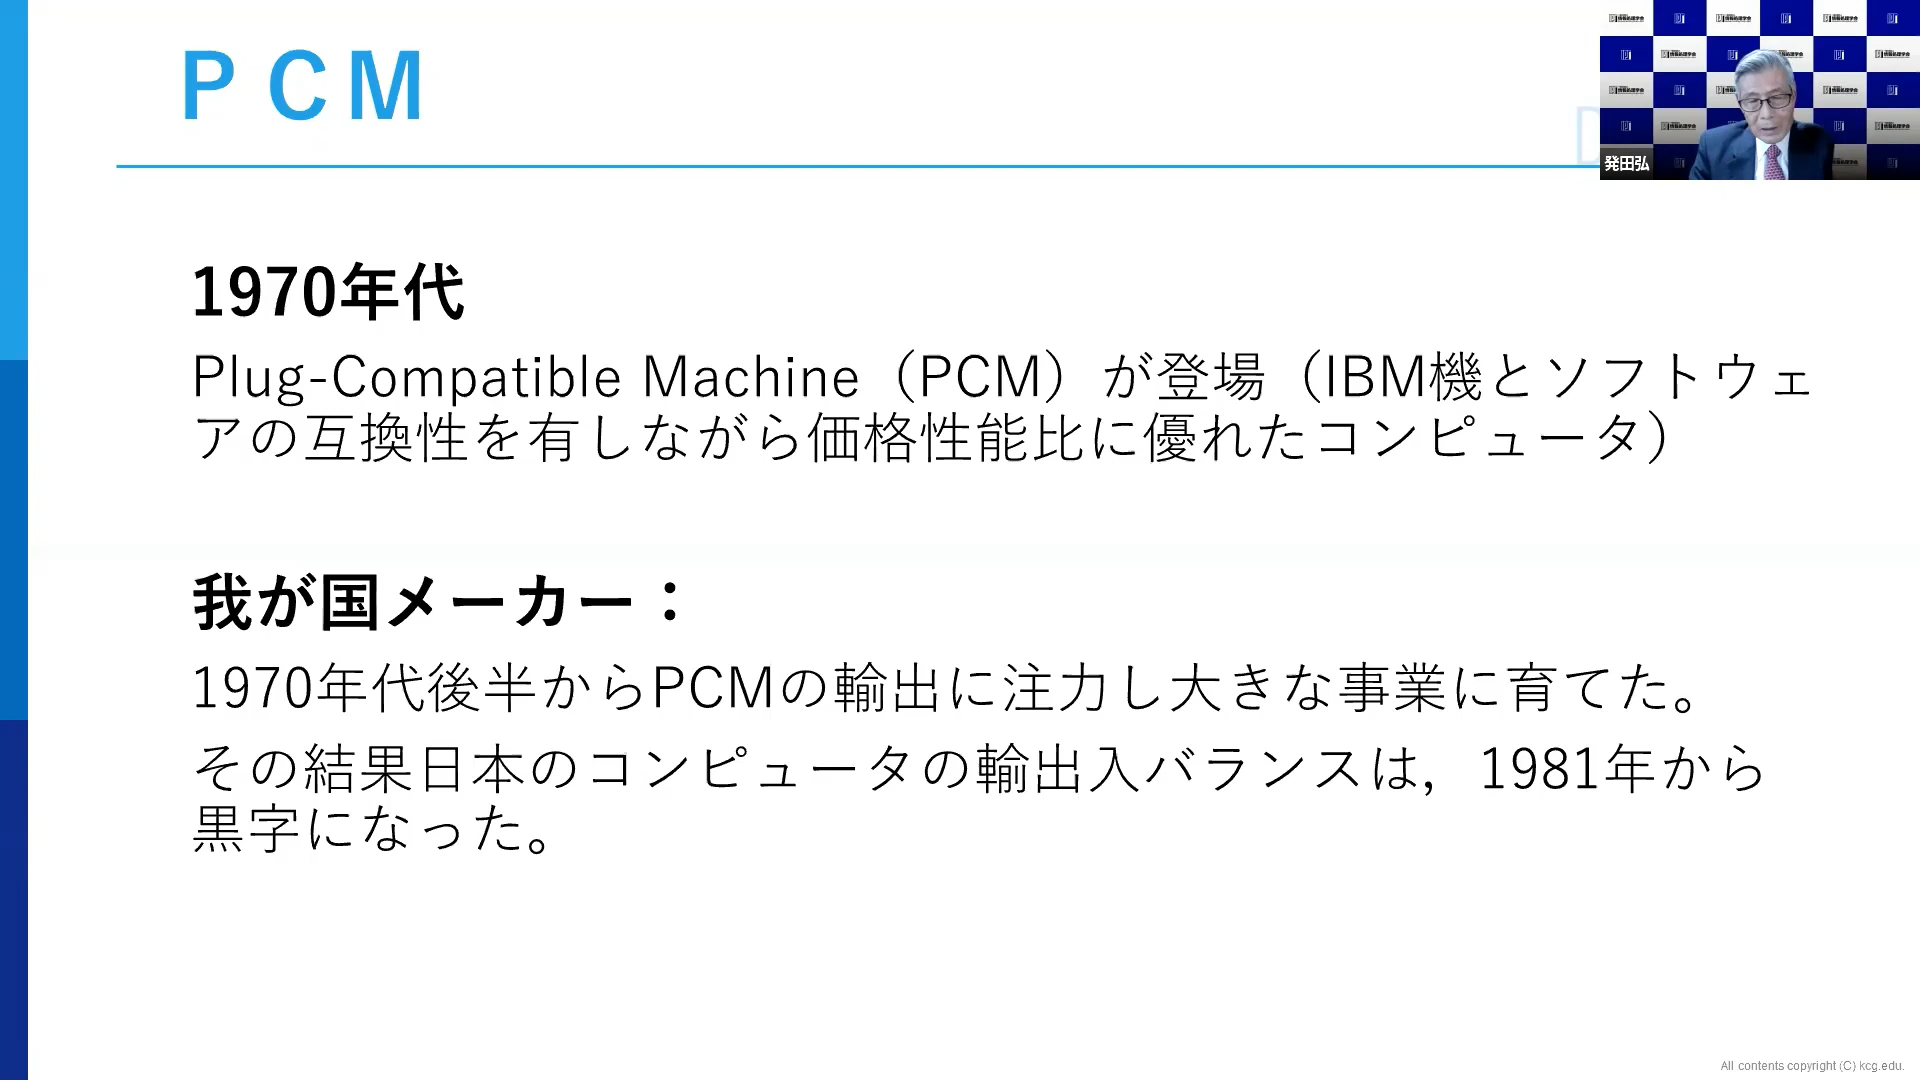 ＰＣＭ
発田弘
1970年代
Plug-Compatible Machine（PCM）が登場（IBM機とソフトウェ
アの互換性を有しながら価格性能比に優れたコンピュータ）
我が国メーカー：
1970年代後半からPCMの輸出に注力し大きな事業に育てた。
その結果日本のコンピュータの輸出入バランスは，1981年から
黒字になった。
All contents copyright (C) kcg.edu.